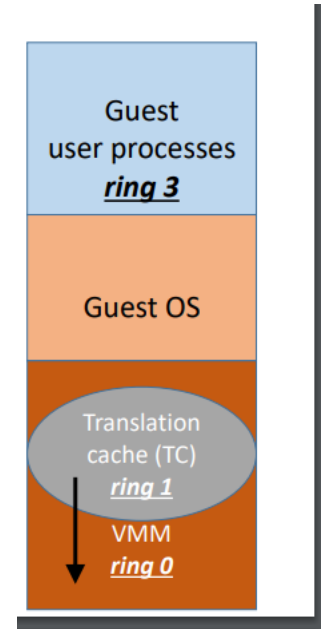 Guest
user processes
ring 3
Guest OS
Translation
cache (TC)
ring 1
VMM
ring 0